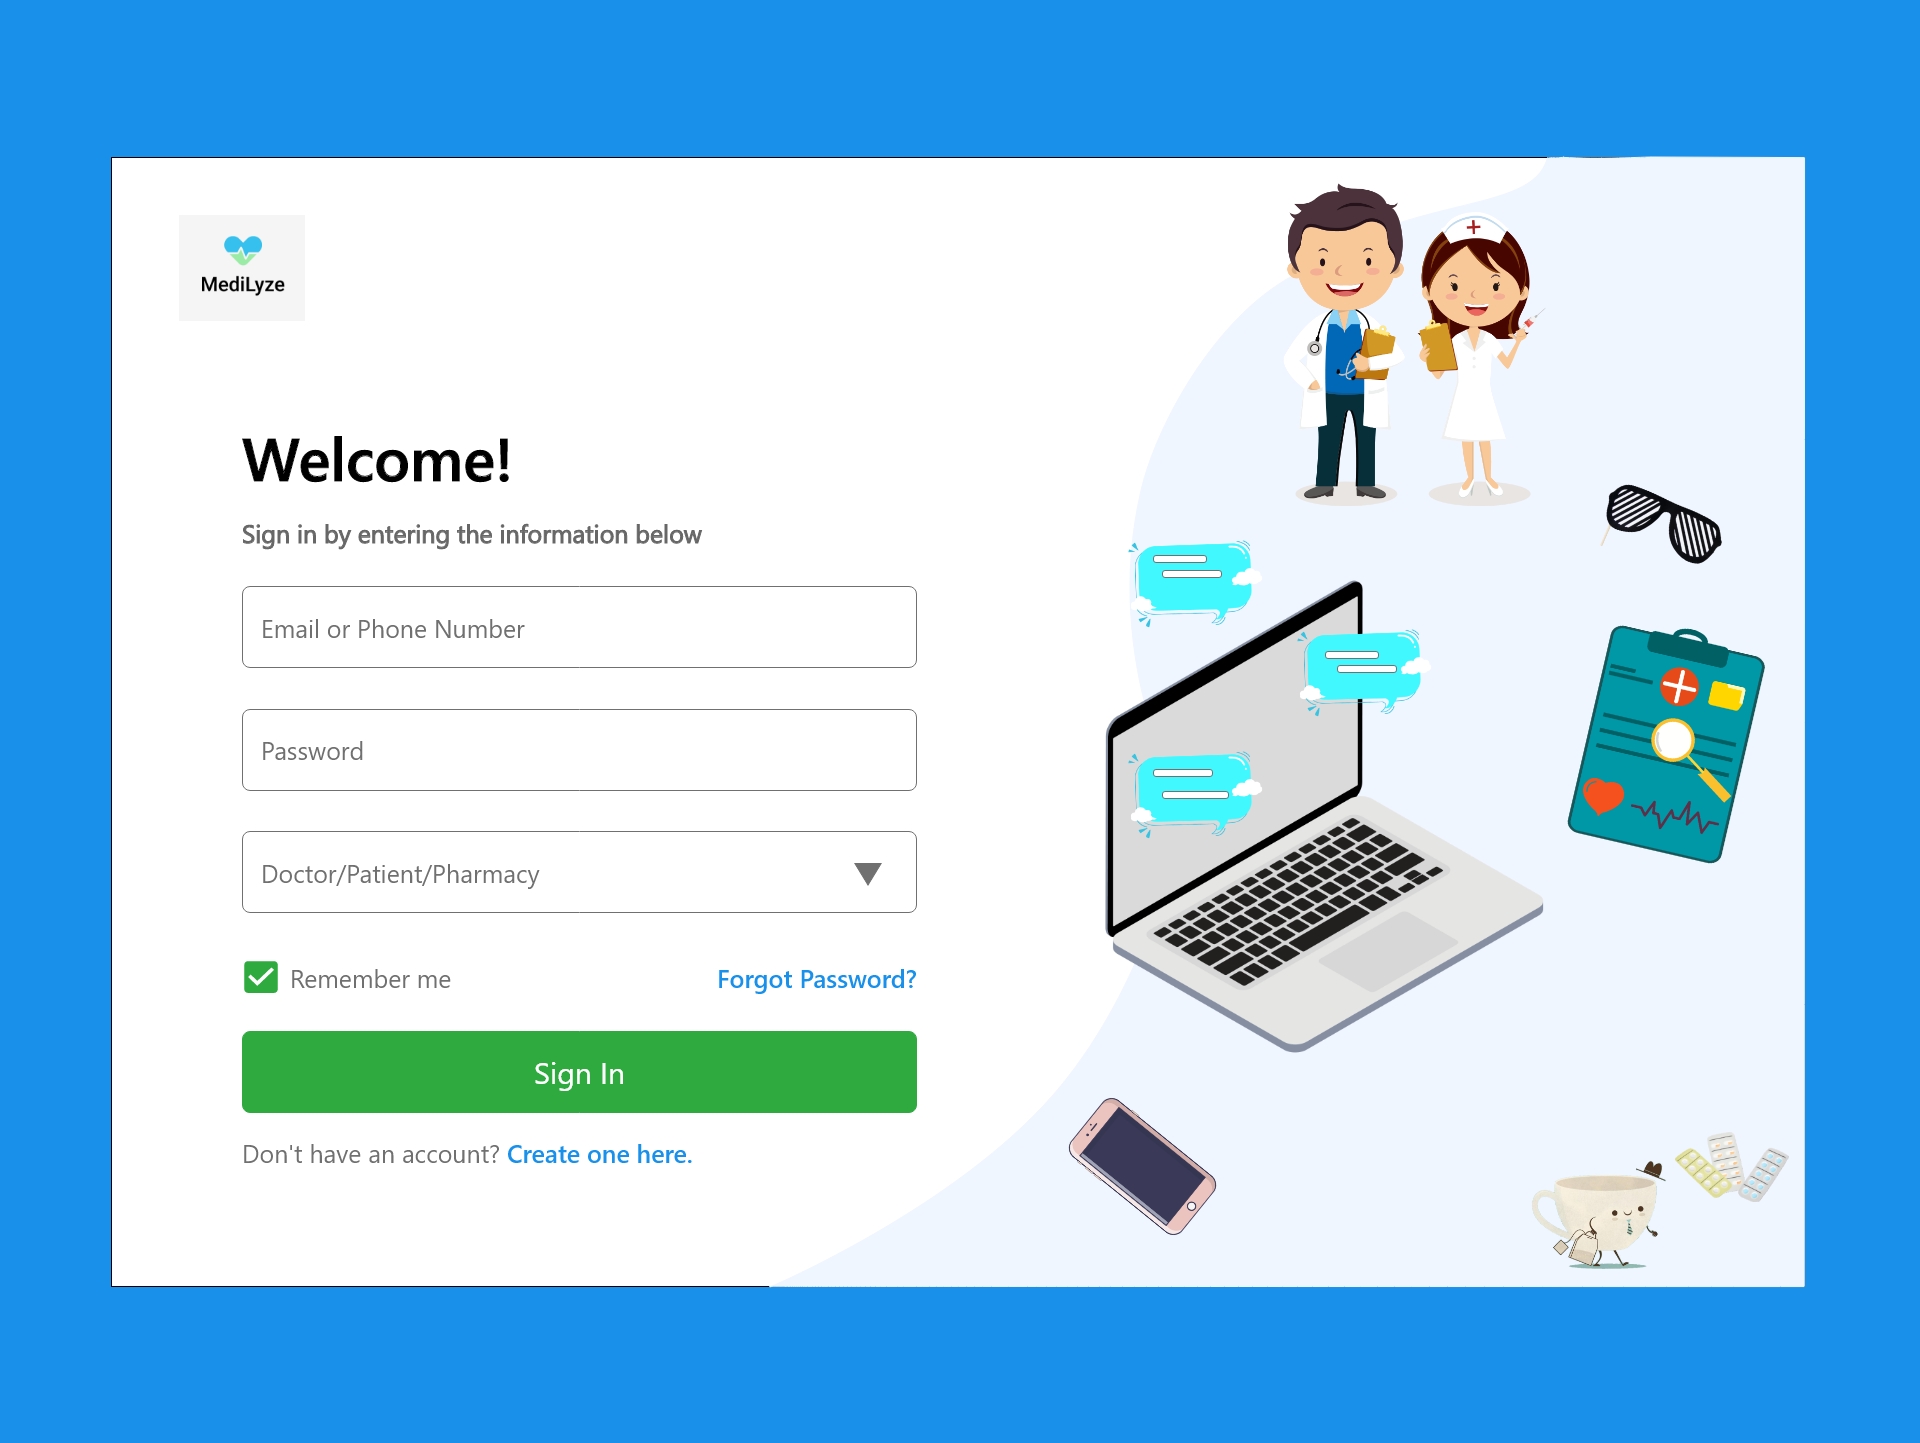 MediLyze
Welcome!
Sign in by entering the information below
Email or Phone Number
Password
Doctor/Patient/Pharmacy
Remember me
Forgot Password?
Sign In
Don't have an account? Create one here.